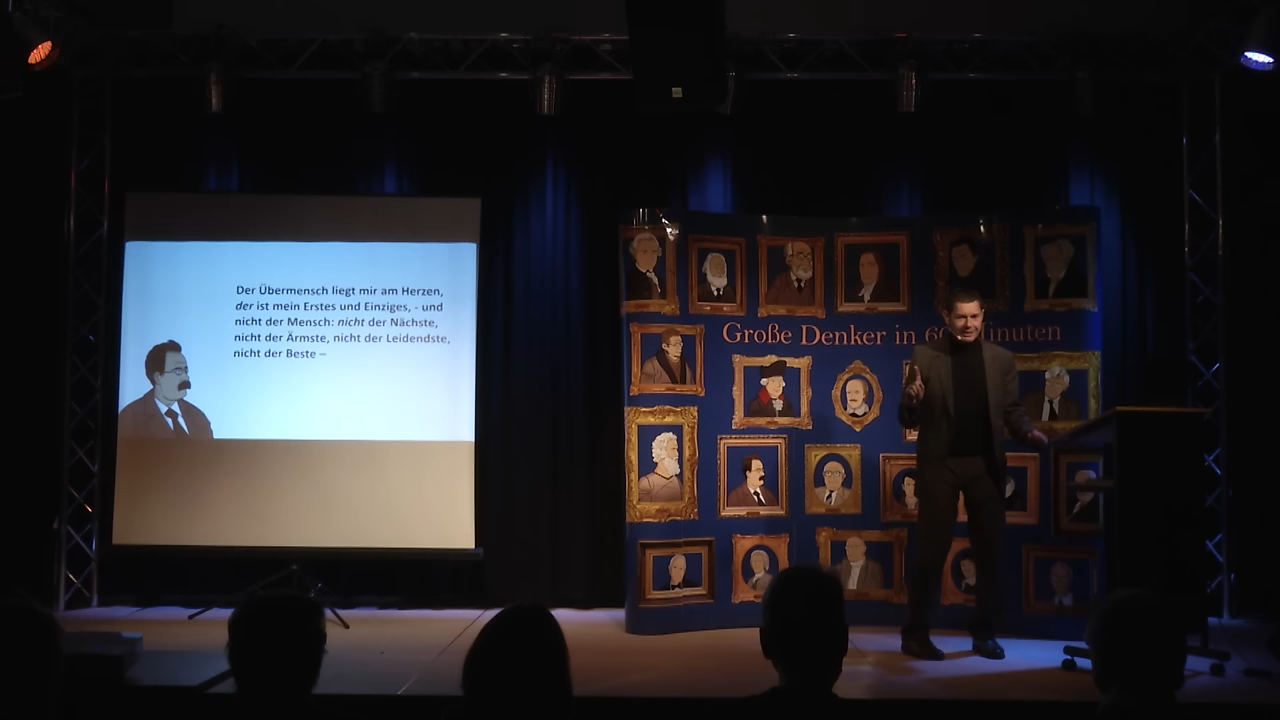 Der Übermensch liegt mir am Herzen,
der ist mein Erstes und Einziges, - und
nicht der Mensch: nicht der Nächste,
nicht der Ärmste, nicht der Leidendste,
nicht der Beste –
Große Denker in 60 Minuten